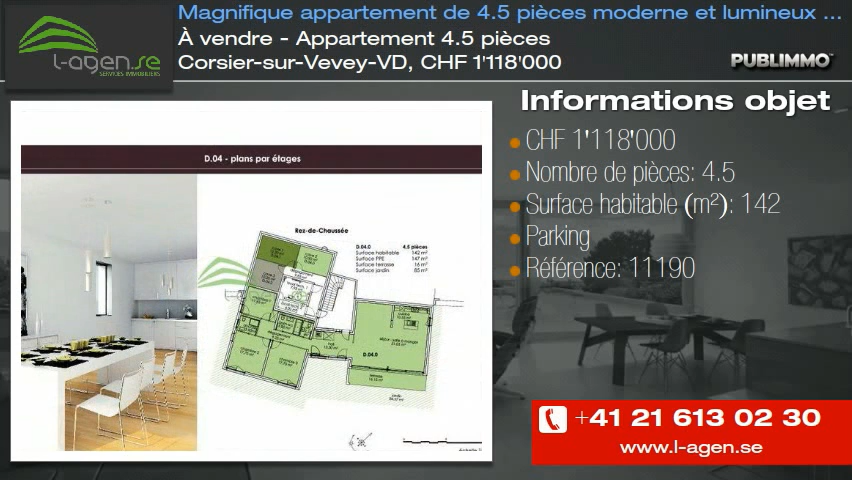 Magnifique appartement de 4.5 pièces moderne et lumineux ...
l-agen.se
SERVICES IMMOBILIERS
À vendre - Appartement 4.5 pièces
Corsier-sur-Vevey-VD, CHF 1'118'000
PUBLIMMO
Informations objet
CHF 1'118'000
Nombre de pièces: 4.5
Surface habitable (m²): 142
Parking
Référence: 11190
D.04 - plans par étages
Rez-de-Chaussée
D.04.0 4.5 pièces
Surface habitable 142 m²
Surface PPE 147 m²
Surface terrasse 16 m²
Surface jardin 85 m²
D.04.0
+41 21 613 02 30
www.l-agen.se